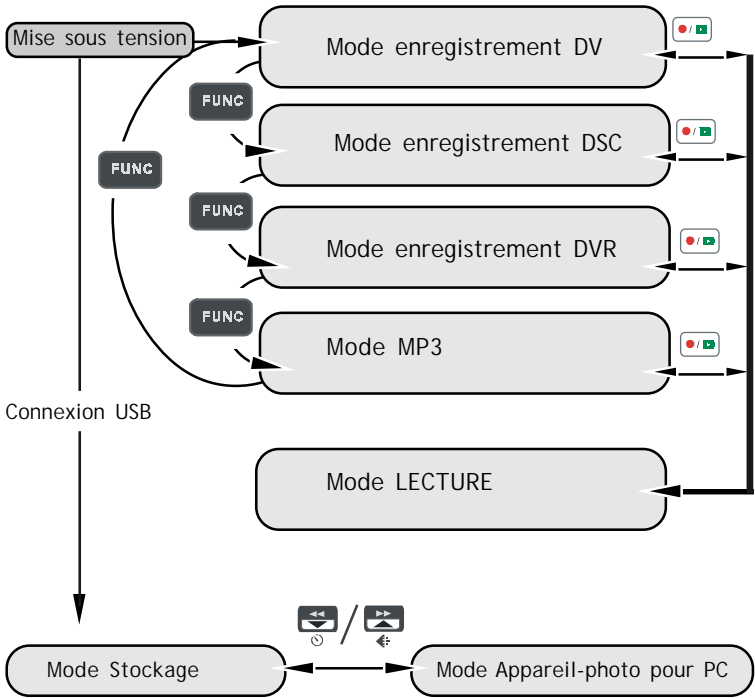 Mise sous tension
Mode enregistrement DV
FUNC
Mode enregistrement DSC
FUNC
FUNC
Mode enregistrement DVR
FUNC
Mode MP3
Connexion USB
Mode LECTURE
Mode Stockage
Mode Appareil-photo pour PC